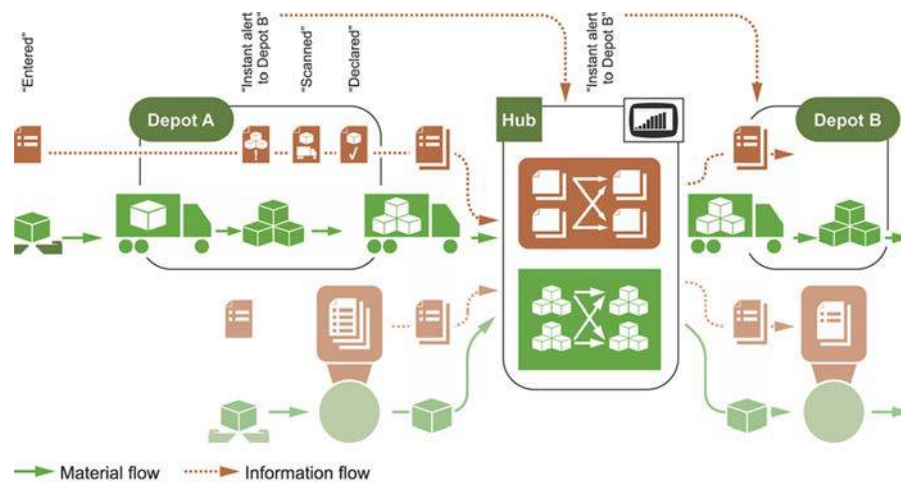 "Entered"
"Instant alert
to Depot B"
"Scanned"
"Declared"
"Instant alert
to Depot B"
Depot A
Hub
Depot B
Material flow
Information flow